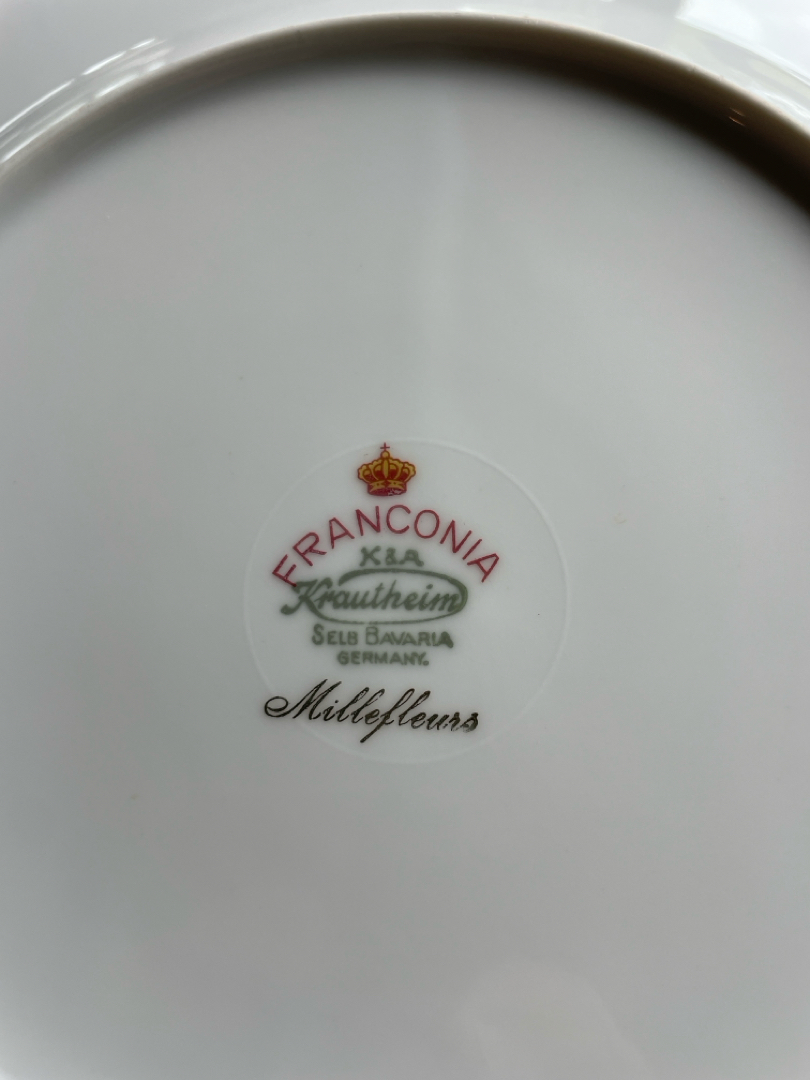 FRANCONIA
K&A
Krautheim
SELB BAVARIA
GERMANY.
Millefleurs